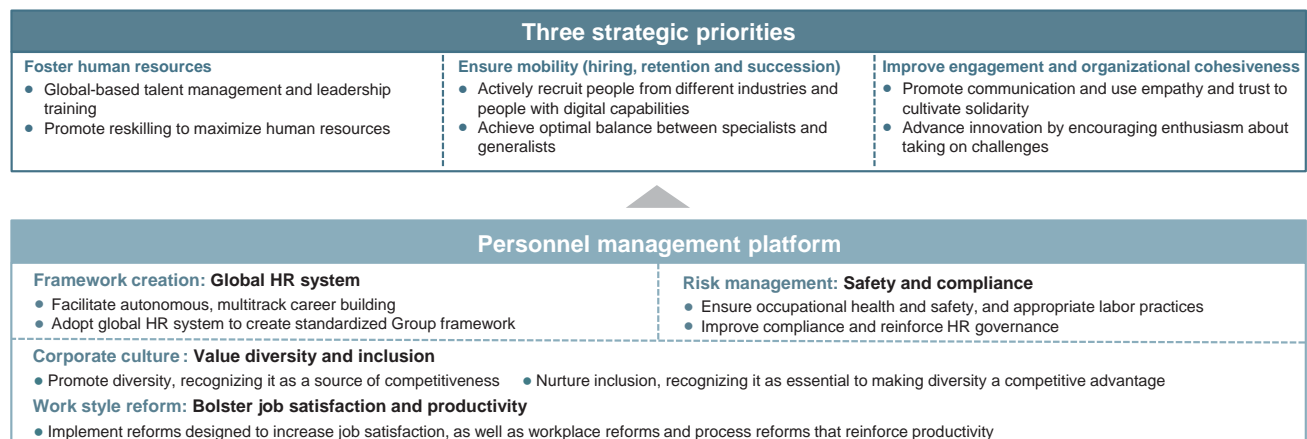 Three strategic priorities
Foster human resources
● Global-based talent management and leadership
training
● Promote reskilling to maximize human resources
Ensure mobility (hiring, retention and succession)
● Actively recruit people from different industries and
people with digital capabilities
● Achieve optimal balance between specialists and
generalists
Improve engagement and organizational cohesiveness
● Promote communication and use empathy and trust to
cultivate solidarity
● Advance innovation by encouraging enthusiasm about
taking on challenges
Personnel management platform
Framework creation: Global HR system
● Facilitate autonomous, multitrack career building
● Adopt global HR system to create standardized Group framework
Risk management: Safety and compliance
● Ensure occupational health and safety, and appropriate labor practices
● Improve compliance and reinforce HR governance
Corporate culture : Value diversity and inclusion
● Promote diversity, recognizing it as a source of competitiveness ● Nurture inclusion, recognizing it as essential to making diversity a competitive advantage
Work style reform: Bolster job satisfaction and productivity
● Implement reforms designed to increase job satisfaction, as well as workplace reforms and process reforms that reinforce productivity